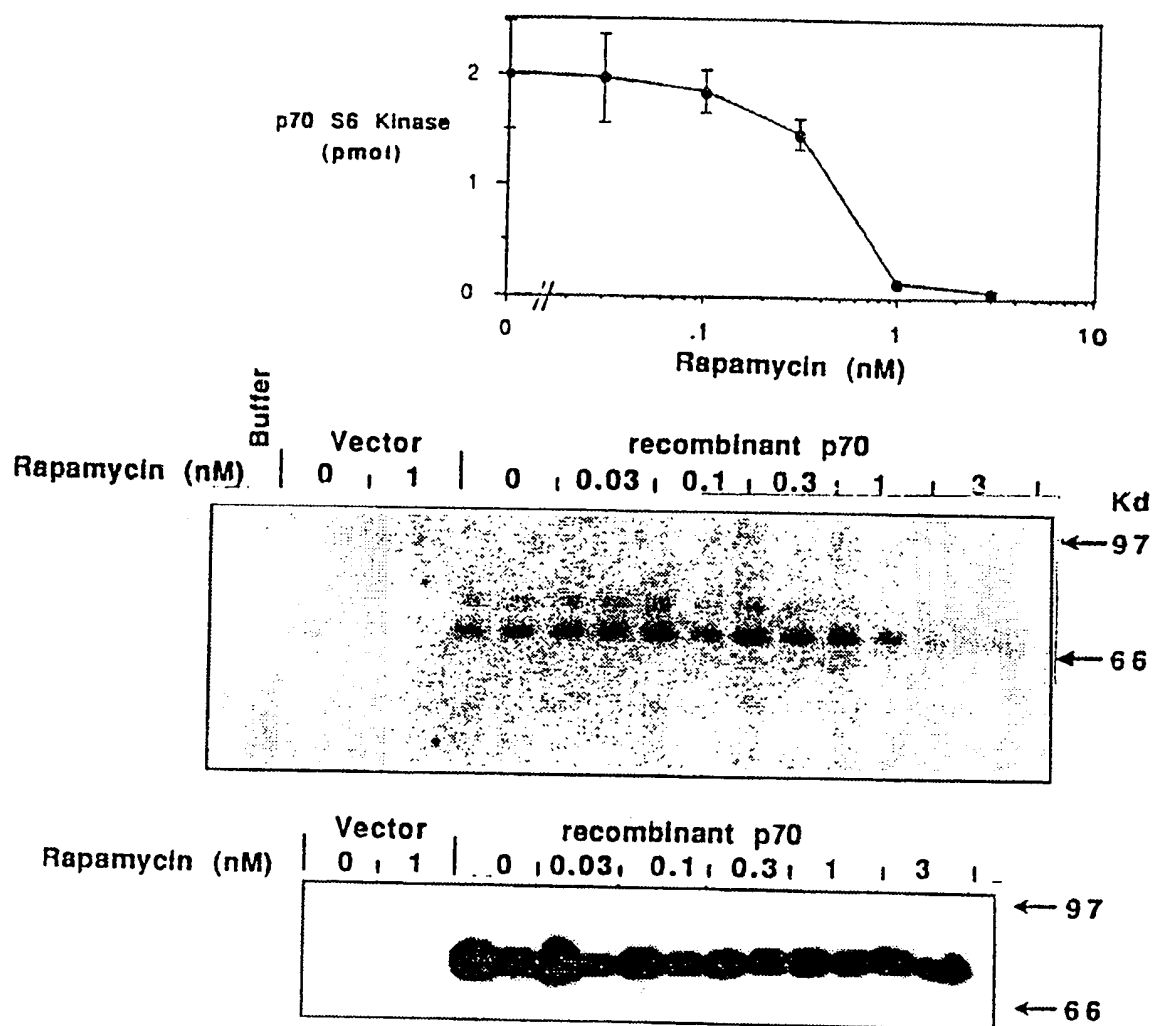 2
p70 S6 Kinase
(pmol)
1
0
0 .1 1 10
Rapamycin (nM)
Buffer
Vector recombinant p70
Rapamycin (nM) 0 1 0 0.03 0.1 0.3 1 3
Kd
97
66
Vector recombinant p70
Rapamycin (nM) 0 1 0 0.03 0.1 0.3 1 3
97
66